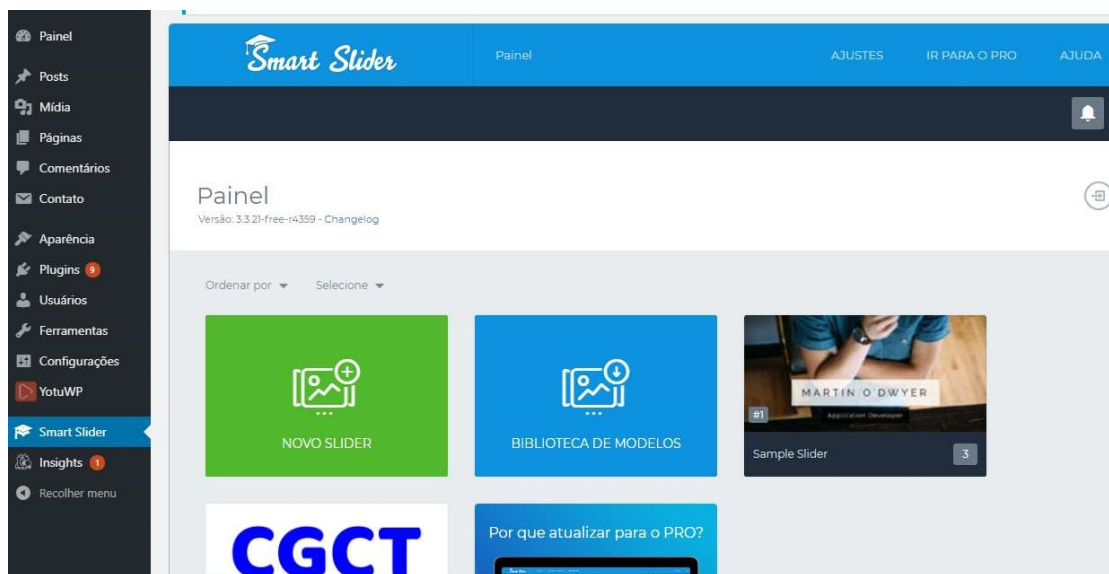 Painel
Posts
Mídia
Páginas
Comentários
Contato
Aparência
Plugins 9
Usuários
Ferramentas
Configurações
YotuWP
Smart Slider
Insights 1
Recolher menu
Smart Slider
Painel
AJUSTES
IR PARA O PRO
AJUDA
Painel
Versão: 3.3.21-free-r4359 - Changelog
Ordenar por
Selecione
NOVO SLIDER
BIBLIOTECA DE MODELOS
MARTIN O'DWYER
Application Developer
#1
Sample Slider
3
CGCT
Por que atualizar para o PRO?